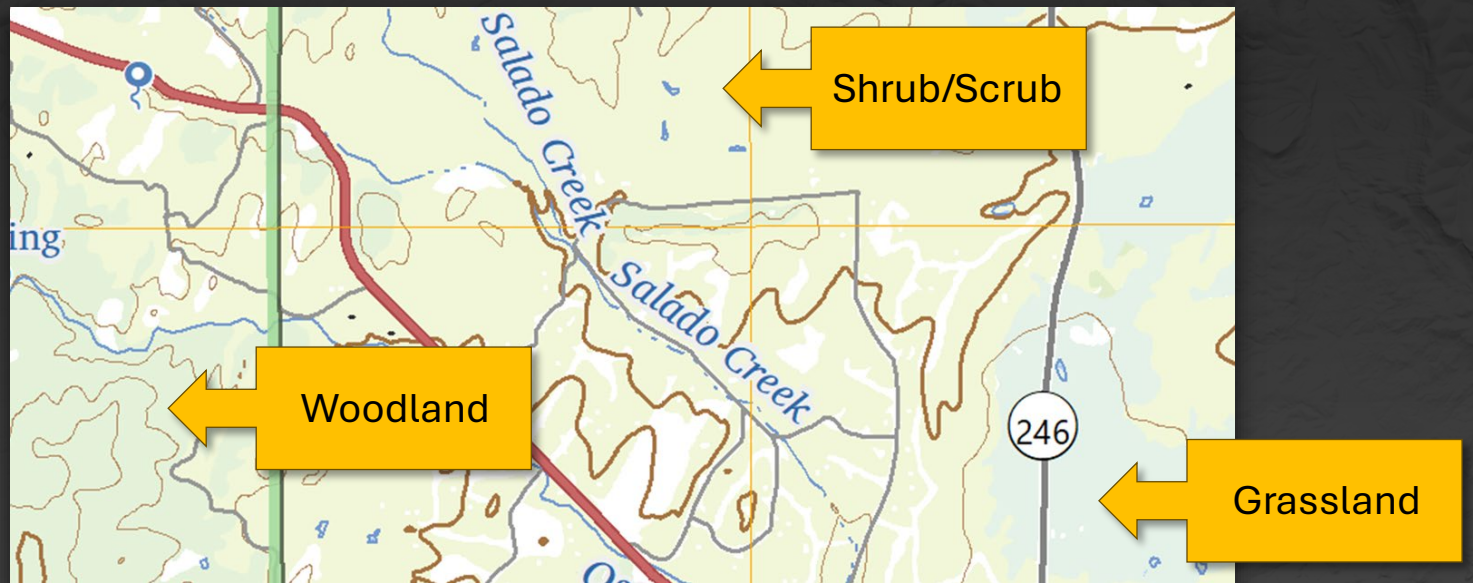 Salado Creek
Shrub/Scrub
ing
Salado Creek
Woodland
246
Grassland